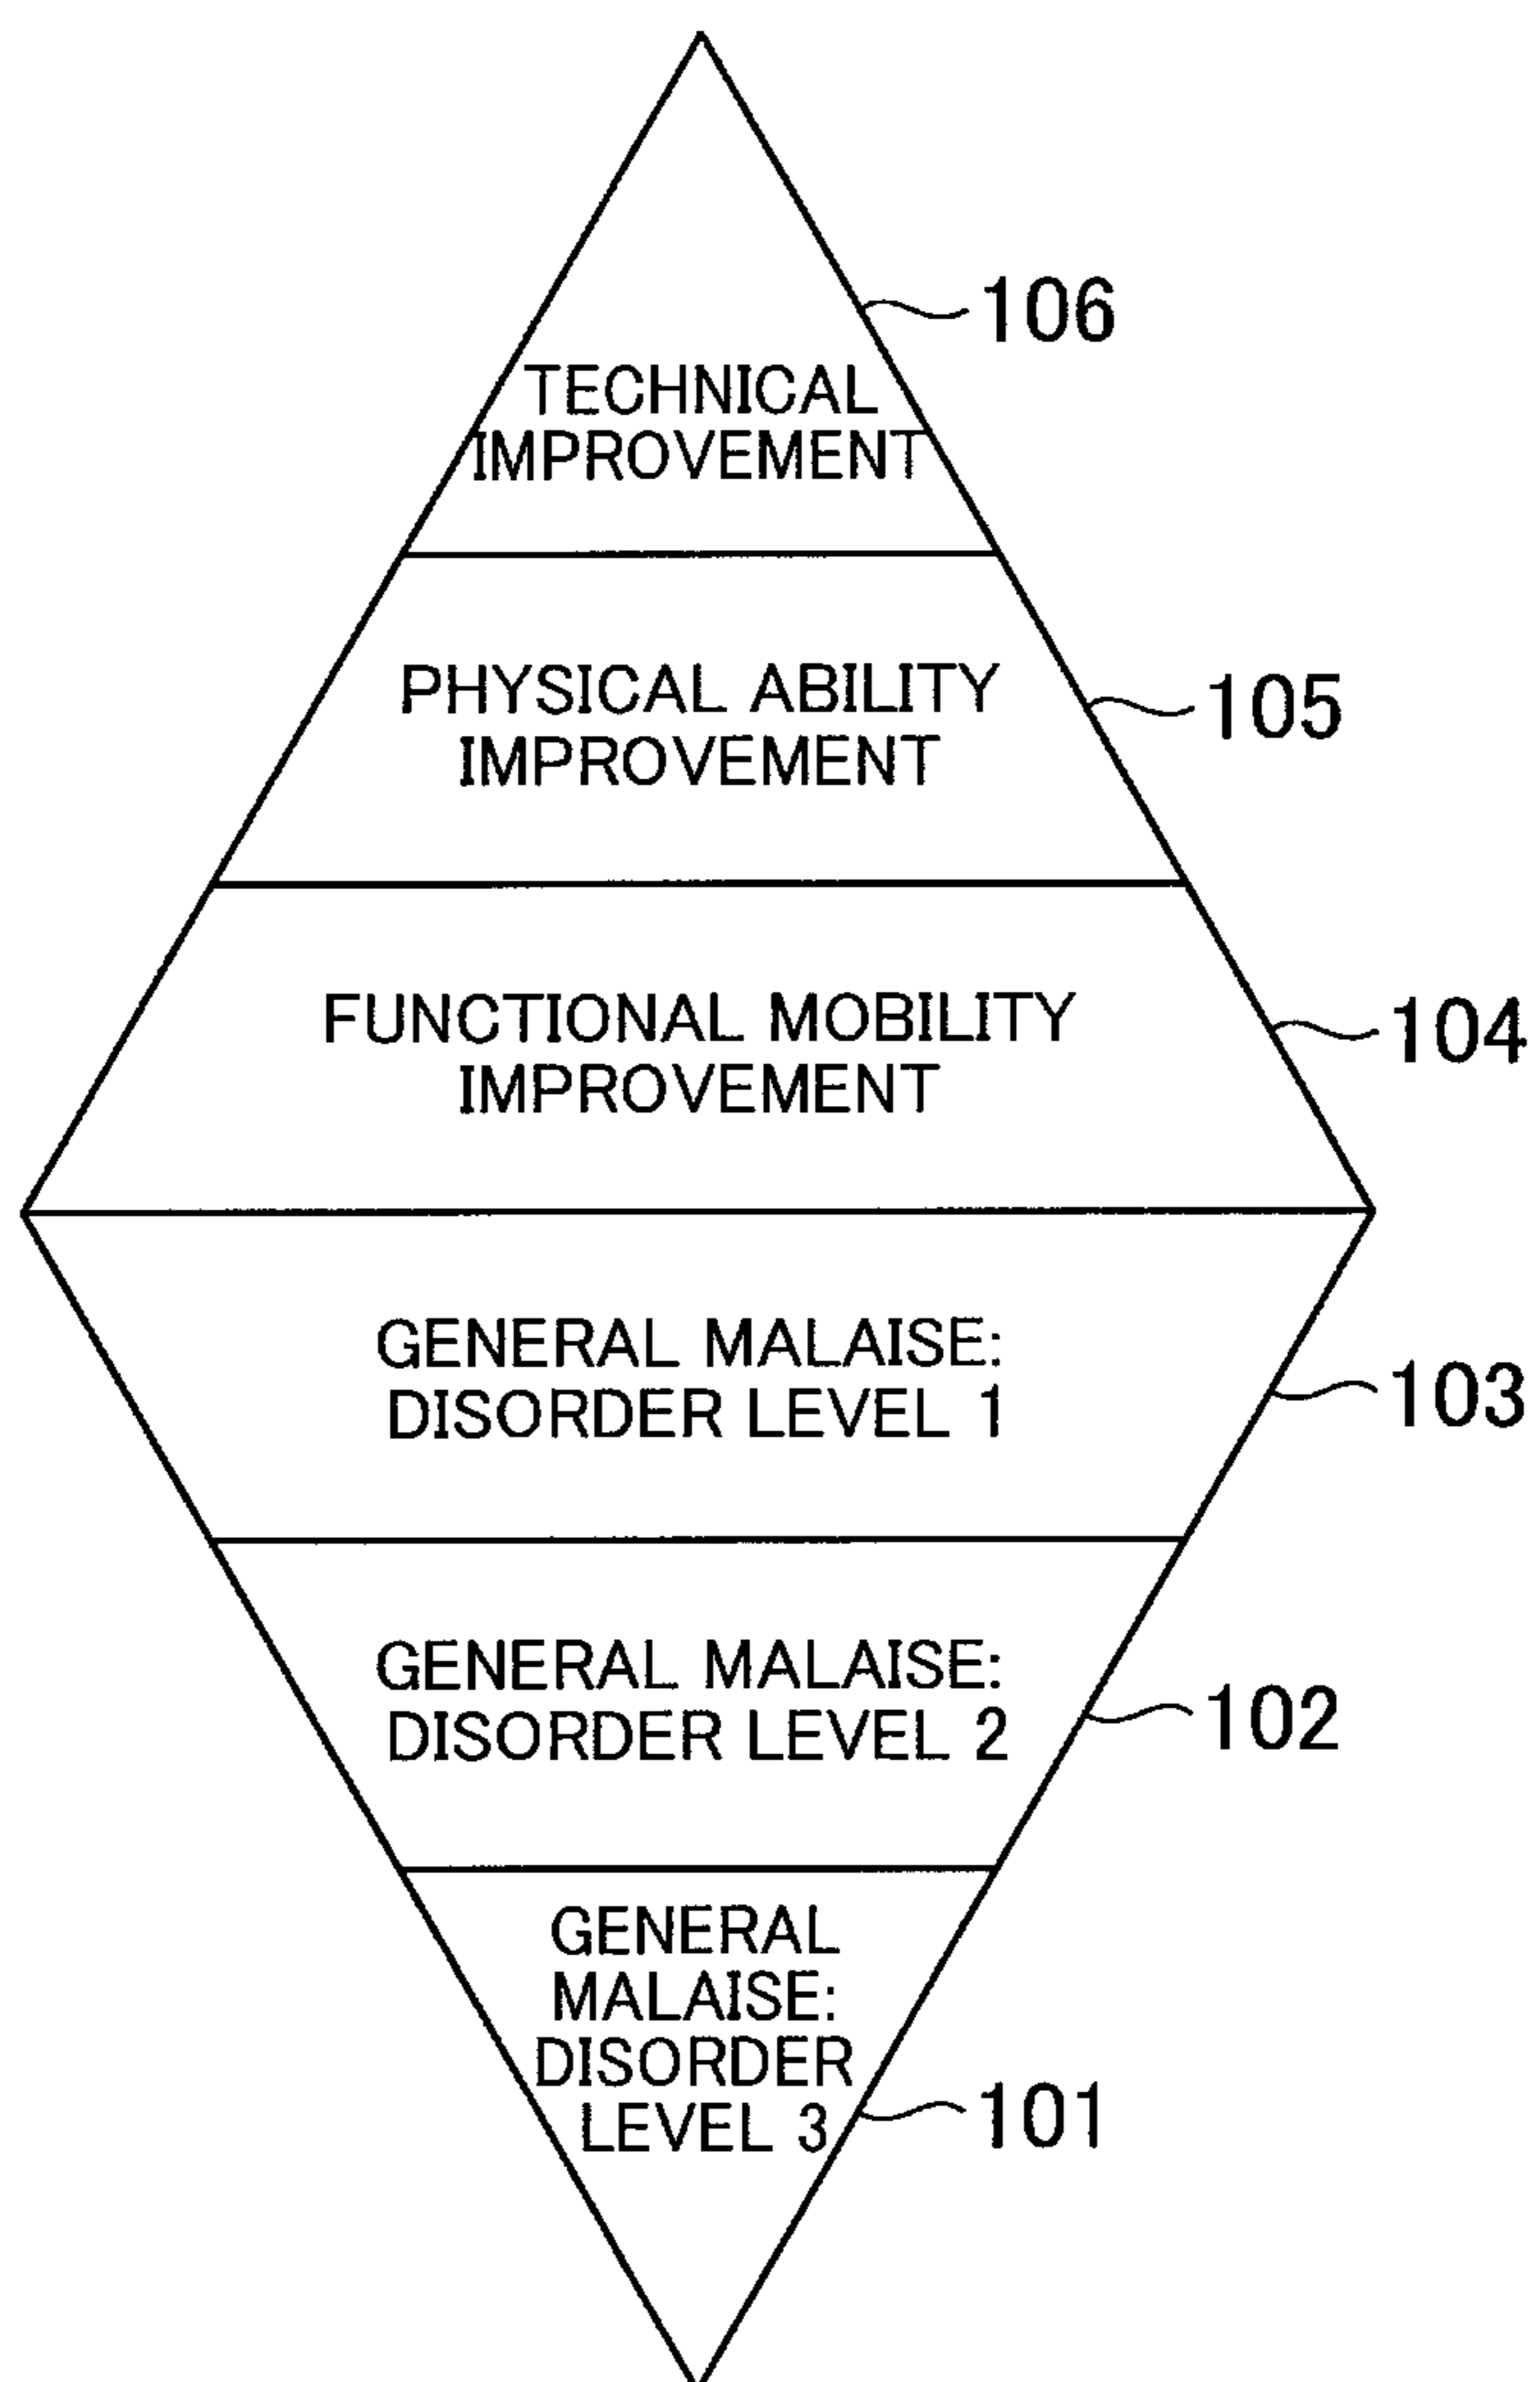 106
TECHNICAL
IMPROVEMENT
PHYSICAL ABILITY
IMPROVEMENT
105
FUNCTIONAL MOBILITY
IMPROVEMENT
104
GENERAL MALAISE:
DISORDER LEVEL 1
103
GENERAL MALAISE:
DISORDER LEVEL 2
102
GENERAL
MALAISE:
DISORDER
LEVEL 3
101